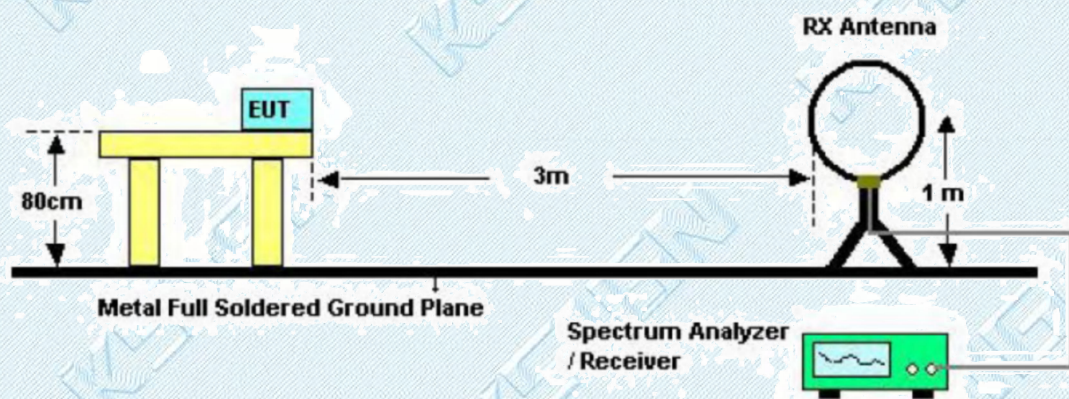 RX Antenna
EUT
80cm
3m
1 m
Metal Full Soldered Ground Plane
Spectrum Analyzer
/ Receiver